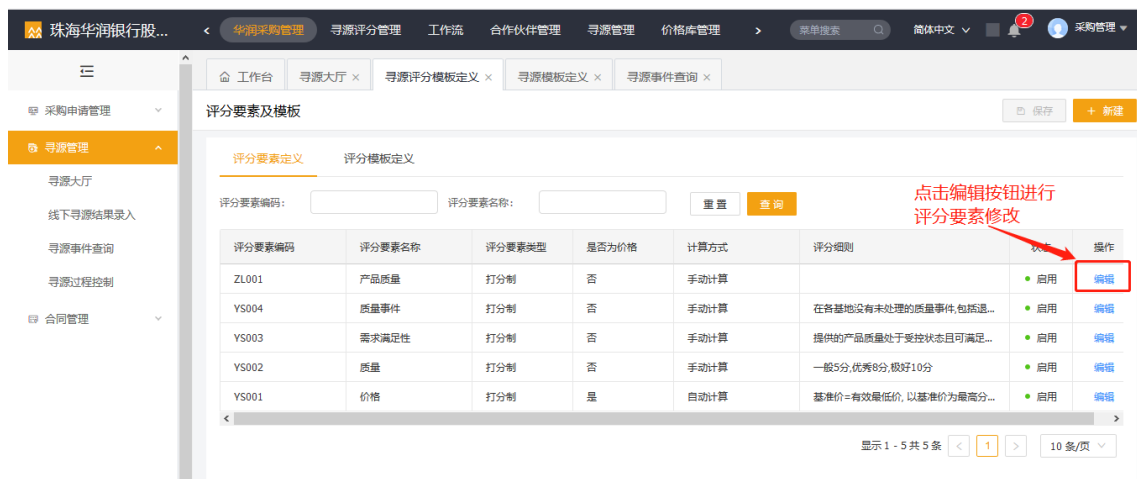 珠海华润银行股...
华润采购管理 寻源评分管理 工作流 合作伙伴管理 寻源管理 价格库管理 菜单搜索 简体中文 2 采购管理
工作台 寻源大厅 × 寻源评分模板定义 × 寻源模板定义 × 寻源事件查询 ×
采购申请管理
寻源管理
寻源大厅
线下寻源结果录入
寻源事件查询
寻源过程控制
合同管理
评分要素及模板 保存 + 新建
评分要素定义 评分模板定义
评分要素编码: 评分要素名称: 重置 查询
点击编辑按钮进行
评分要素修改
评分要素编码 评分要素名称 评分要素类型 是否为价格 计算方式 评分细则 状态 操作
ZL001 产品质量 打分制 否 手动计算 启用 编辑
YS004 质量事件 打分制 否 手动计算 在各基地没有未处理的质量事件,包括退... 启用 编辑
YS003 需求满足性 打分制 否 手动计算 提供的产品质量处于受控状态且可满足... 启用 编辑
YS002 质量 打分制 否 手动计算 一般5分,优秀8分,极好10分 启用 编辑
YS001 价格 打分制 是 自动计算 基准价=有效最低价, 以基准价为最高分... 启用 编辑
显示 1 - 5 共 5 条 < 1 > 10 条/页